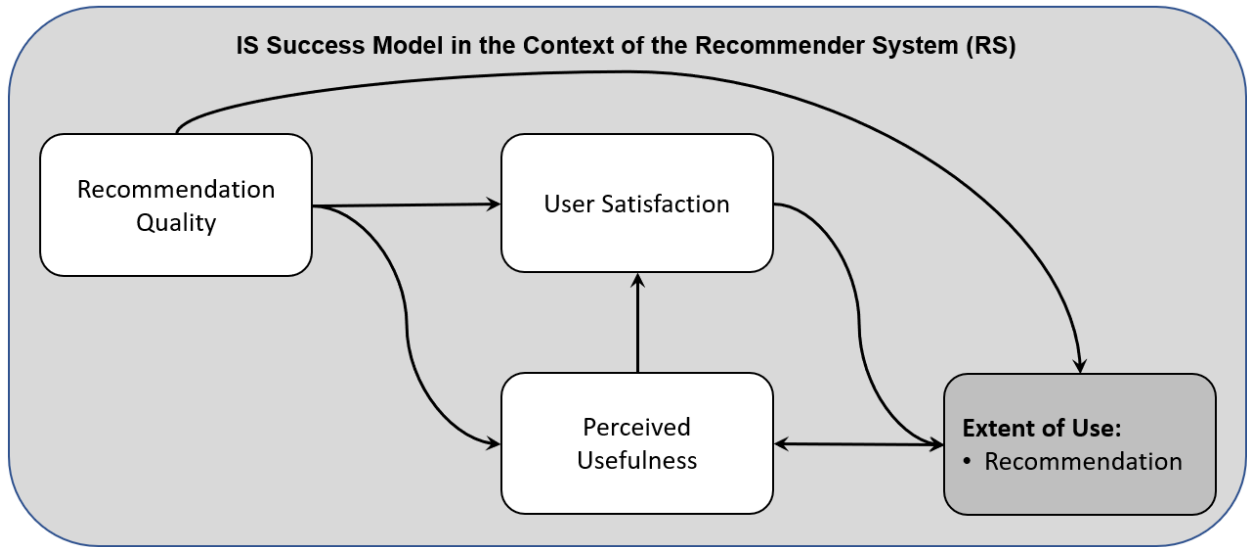 IS Success Model in the Context of the Recommender System (RS)
Recommendation
Quality
User Satisfaction
Perceived
Usefulness
Extent of Use:
• Recommendation